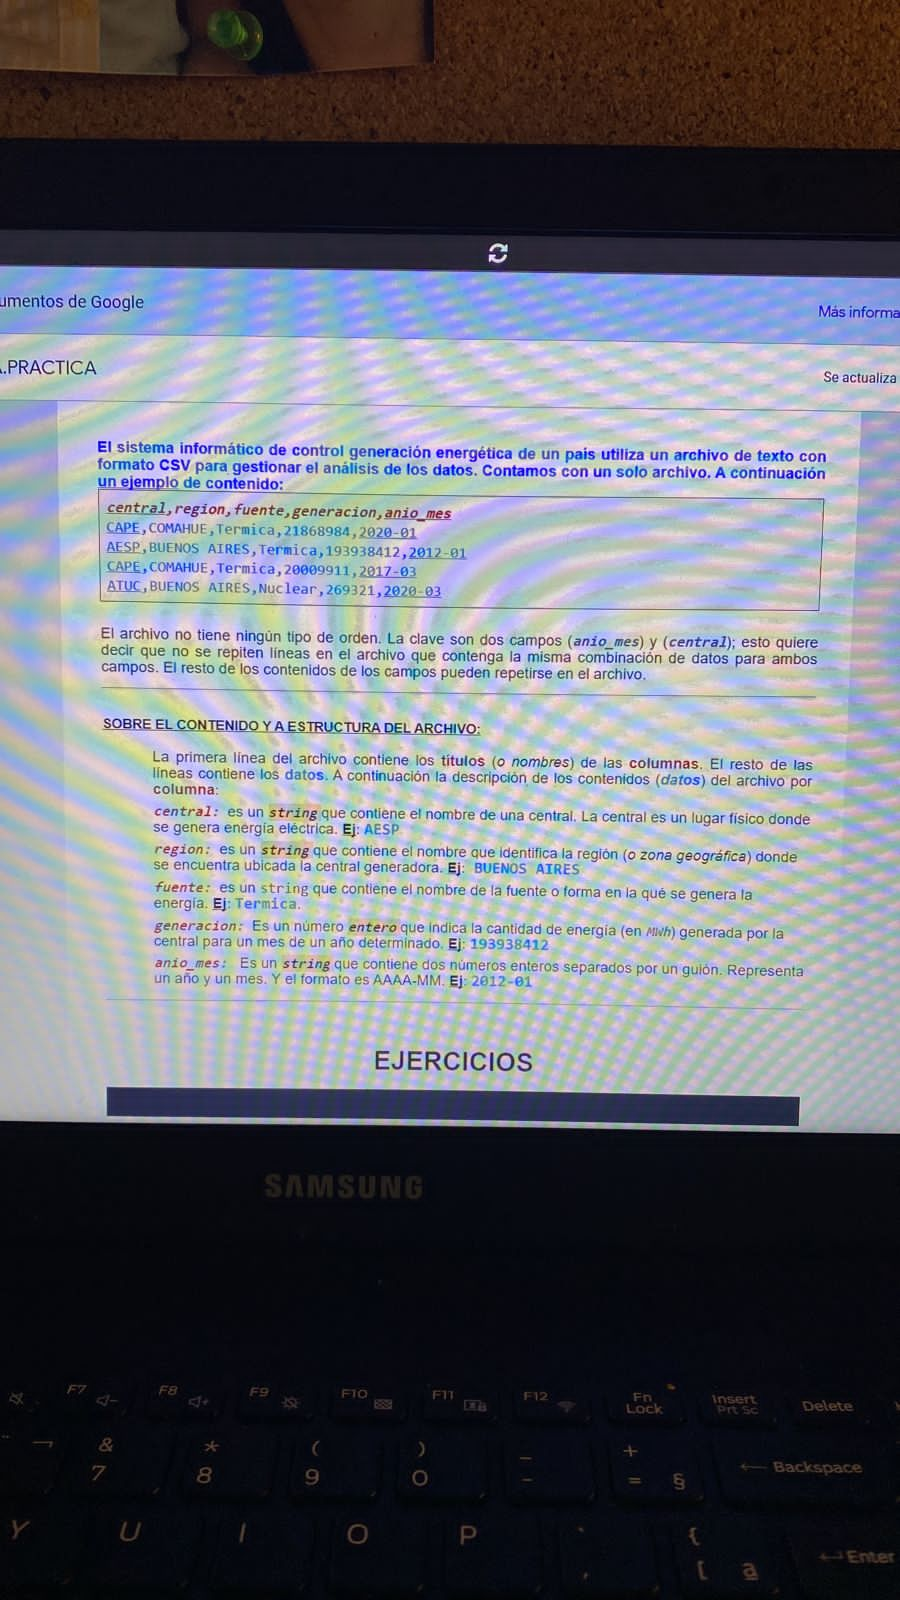 umentos de Google
Más informa
.PRACTICA
Se actualiza
El sistema informático de control generación energética de un pais utiliza un archivo de texto con
formato CSV para gestionar el análisis de los datos. Contamos con un solo archivo. A continuación
un ejemplo de contenido:
central,region,fuente,generacion,anio_mes
CAPE,COMAHUE,Termica,21868984,2020-01
AESP,BUENOS AIRES,Termica,193938412,2012-01
CAPE,COMAHUE,Termica,20009911,2017-03
ATUC,BUENOS AIRES,Nuclear,269321,2020-03
El archivo no tiene ningún tipo de orden. La clave son dos campos (anio_mes) y (central); esto quiere
decir que no se repiten líneas en el archivo que contenga la misma combinación de datos para ambos
campos. El resto de los contenidos de los campos pueden repetirse en el archivo.
SOBRE EL CONTENIDO Y A ESTRUCTURA DEL ARCHIVO:
La primera línea del archivo contiene los títulos (o nombres) de las columnas. El resto de las
líneas contiene los datos. A continuación la descripción de los contenidos (datos) del archivo por
columna:
central: es un string que contiene el nombre de una central. La central es un lugar físico donde
se genera energía eléctrica. Ej: AESP
region: es un string que contiene el nombre que identifica la región (o zona geográfica) donde
se encuentra ubicada la central generadora. Ej: BUENOS AIRES
fuente: es un string que contiene el nombre de la fuente o forma en la qué se genera la
energía. Ej: Termica.
generacion: Es un número entero que indica la cantidad de energía (en MWh) generada por la
central para un mes de un año determinado. Ej: 193938412
anio_mes: Es un string que contiene dos números enteros separados por un guión. Representa
un año y un mes. Y el formato es AAAA-MM. Ej: 2012-01
EJERCICIOS
SAMSUNG
F7 F8 F9 F10 F11 F12 Fn Lock Insert Prt Sc Delete
& * ( ) _ +
7 8 9 0 - = § ← Backspace
Y U I O P ` { Enter
[ ª